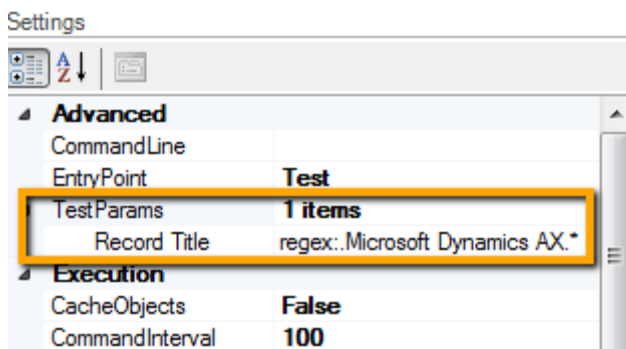 Settings
A Z
Advanced
CommandLine
EntryPoint Test
TestParams 1 items
Record Title regex:.Microsoft Dynamics AX.*
Execution
CacheObjects False
CommandInterval 100